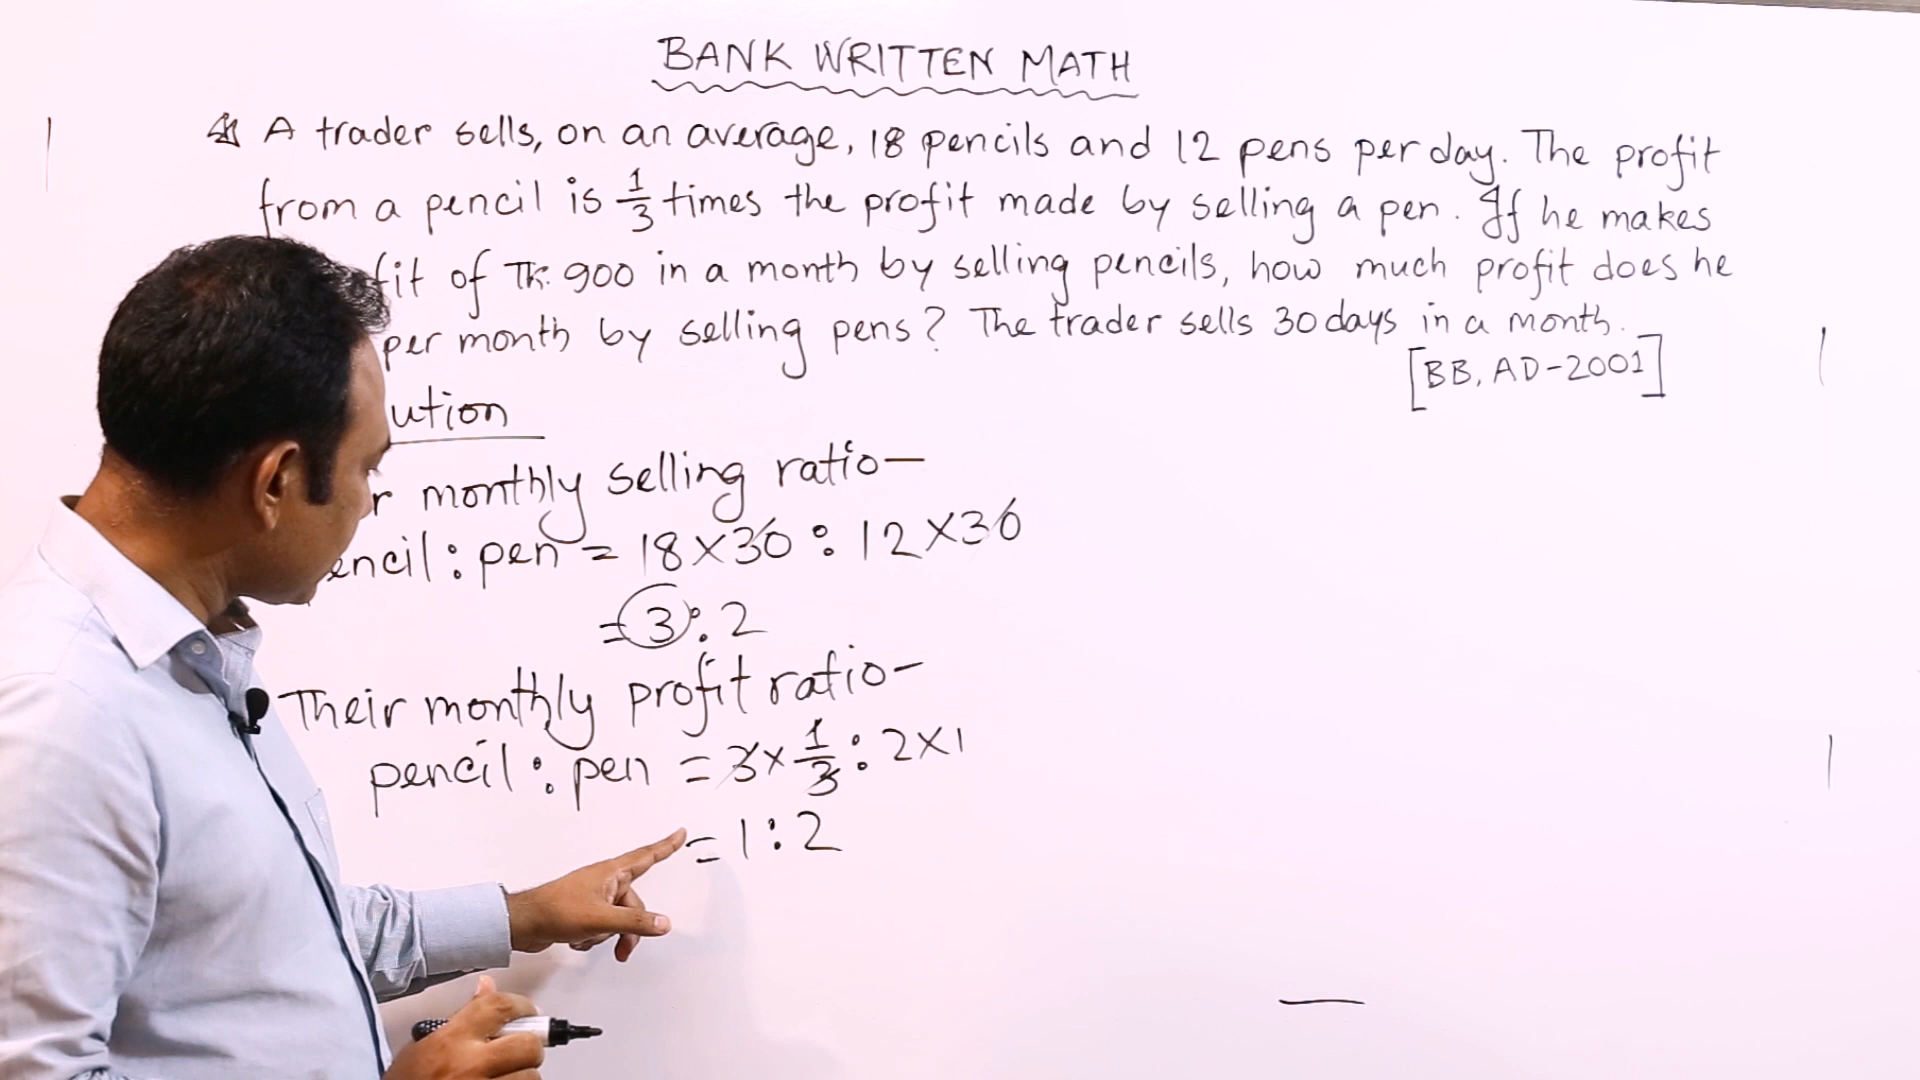 BANK WRITTEN MATH
A trader sells, on an average, 18 pencils and 12 pens per day. The profit
from a pencil is 1/3 times the profit made by selling a pen. If he makes
fit of Tk. 900 in a month by selling pencils, how much profit does he
per month by selling pens? The trader sells 30 days in a month.
[BB, AD-2001]
ution
r monthly selling ratio-
encil : pen = 18×30 : 12×30
= 3 : 2
Their monthly profit ratio-
pencil : pen = 3× 1/3 : 2×1
= 1 : 2